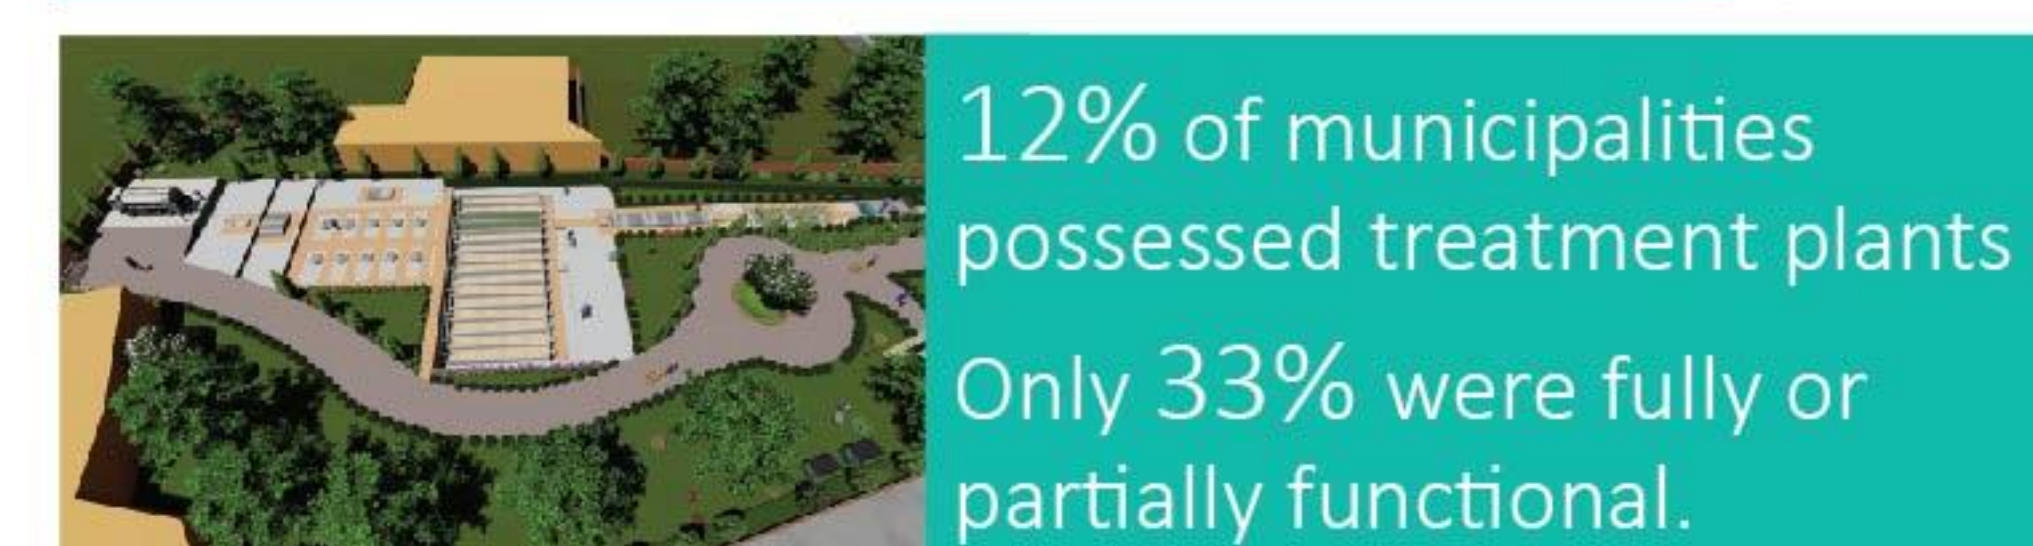 12% of municipalities
possessed treatment plants
Only 33% were fully or
partially functional.